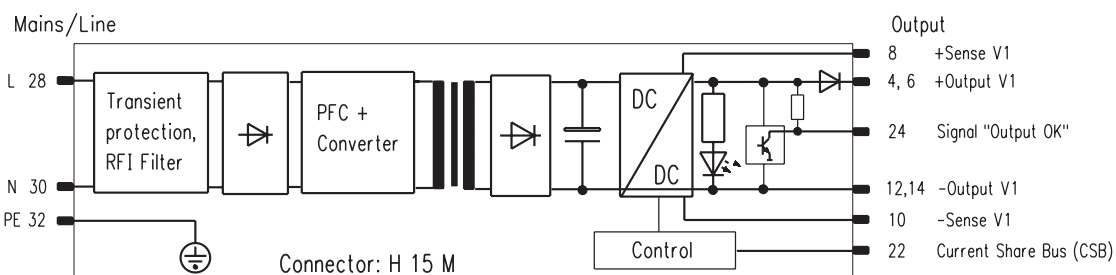 Mains/Line
Output
8 +Sense V1
L 28
4, 6 +Output V1
Transient
protection,
RFI Filter
PFC +
Converter
DC
DC
24 Signal "Output OK"
N 30
12,14 -Output V1
PE 32
10 -Sense V1
Control
22 Current Share Bus (CSB)
Connector: H 15 M